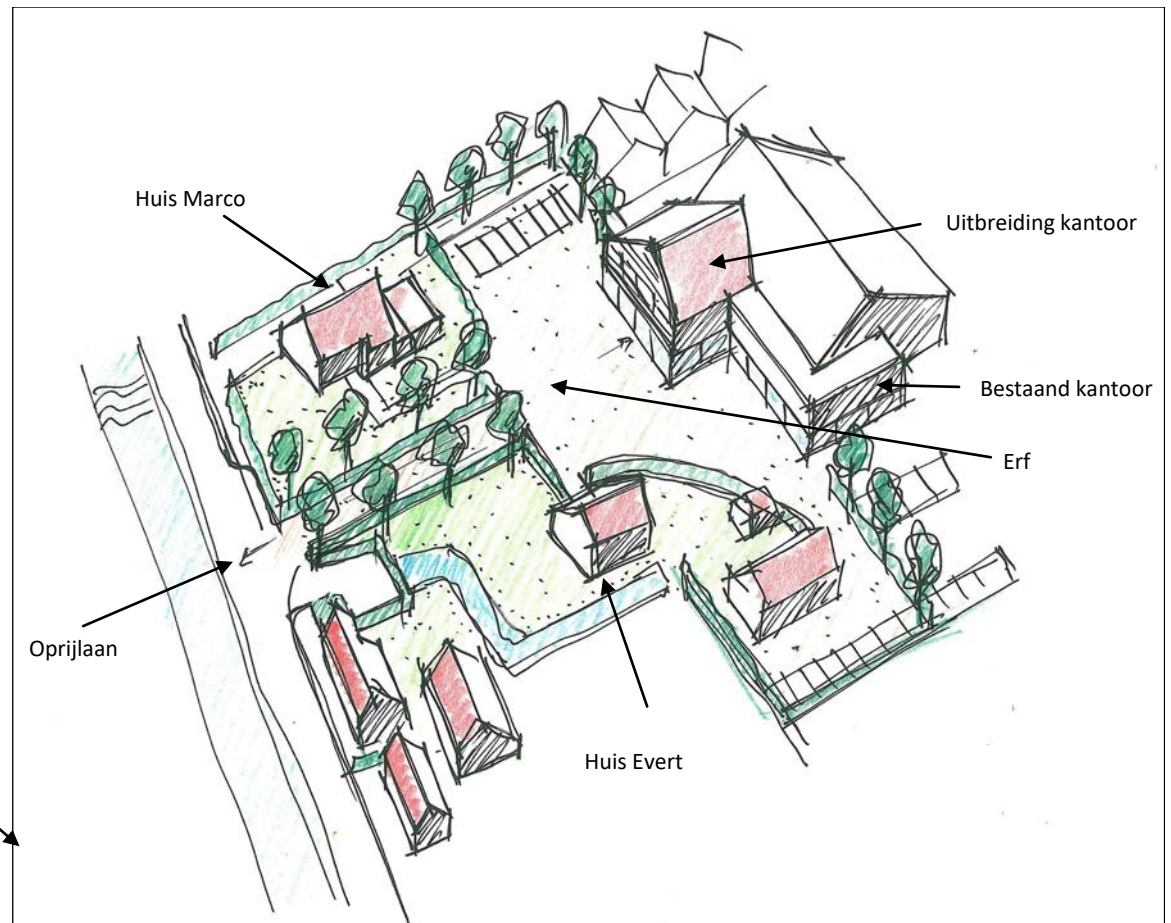 Huis Marco
Uitbreiding kantoor
Bestaand kantoor
Erf
Oprijlaan
Huis Evert